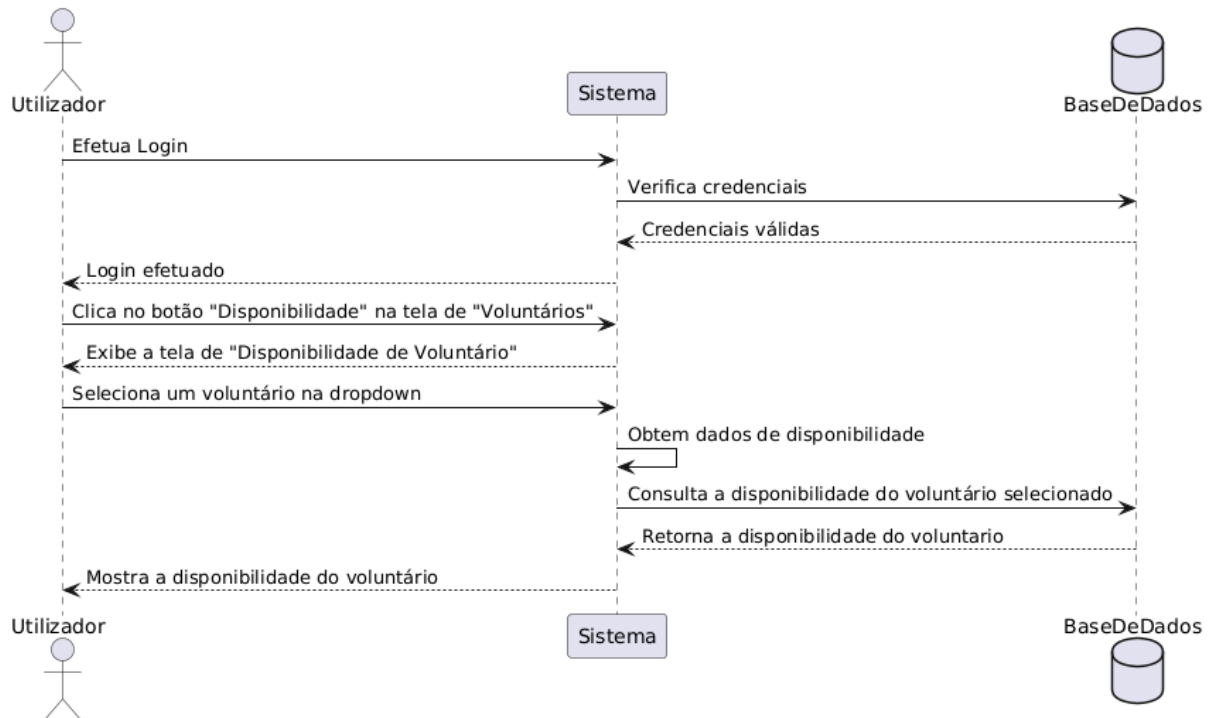 Utilizador
Sistema
BaseDeDados
Efetua Login
Verifica credenciais
Credenciais válidas
Login efetuado
Clica no botão "Disponibilidade" na tela de "Voluntários"
Exibe a tela de "Disponibilidade de Voluntário"
Seleciona um voluntário na dropdown
Obtem dados de disponibilidade
Consulta a disponibilidade do voluntário selecionado
Retorna a disponibilidade do voluntario
Mostra a disponibilidade do voluntário
Utilizador
Sistema
BaseDeDados